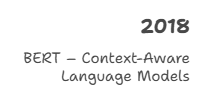 2018
BERT – Context-Aware
Language Models